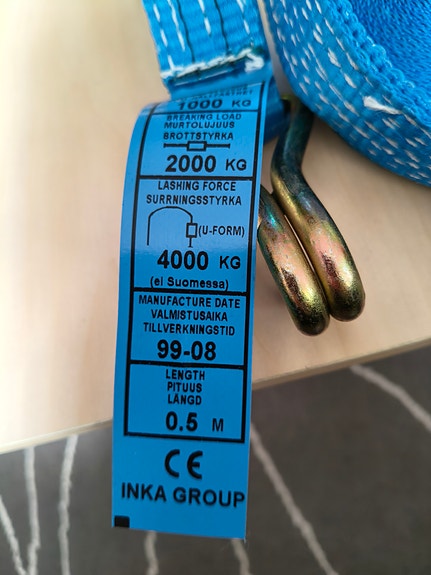 1000 KG
BREAKING LOAD
MURTOLUJUUS
BROTTSTYRKA
2000 KG
LASHING FORCE
SURRNINGSSTYRKA
(U-FORM)
4000 KG
(ei Suomessa)
MANUFACTURE DATE
VALMISTUSAIKA
TILLVERKNINGSTID
99-08
LENGTH
PITUUS
LÄNGD
0.5 M
CE
INKA GROUP